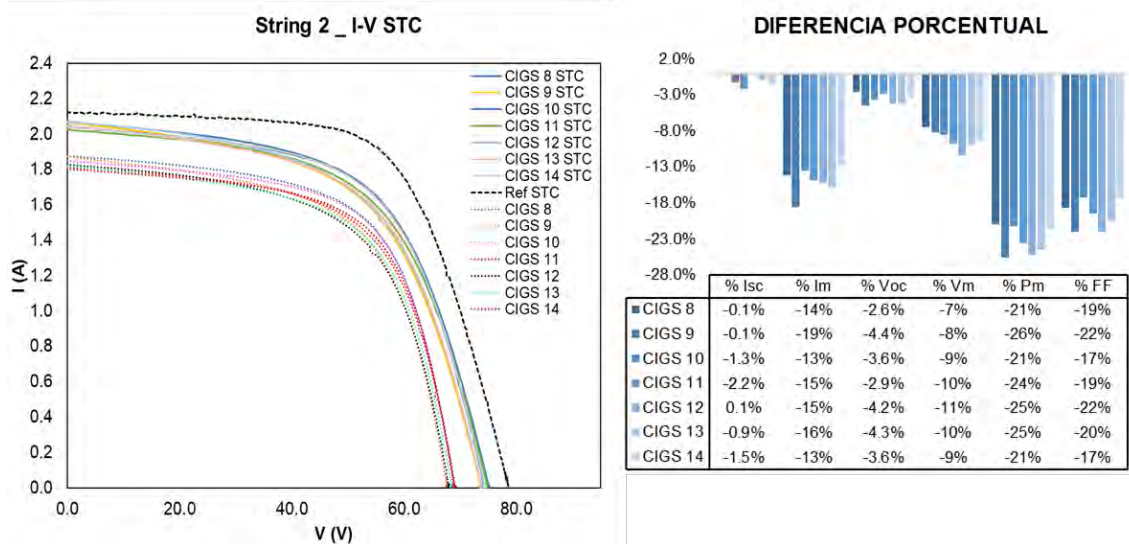 String 2 _ I-V STC
2.4
2.2
2.0
1.8
1.6
1.4
1.2
1.0
0.8
0.6
0.4
0.2
0.0
I (A)
0.0 20.0 40.0 60.0 80.0
V (V)
CIGS 8 STC
CIGS 9 STC
CIGS 10 STC
CIGS 11 STC
CIGS 12 STC
CIGS 13 STC
CIGS 14 STC
Ref STC
CIGS 8
CIGS 9
CIGS 10
CIGS 11
CIGS 12
CIGS 13
CIGS 14
DIFERENCIA PORCENTUAL
2.0%
-3.0%
-8.0%
-13.0%
-18.0%
-23.0%
-28.0%
% Isc % Im % Voc % Vm % Pm % FF
CIGS 8 -0.1% -14% -2.6% -7% -21% -19%
CIGS 9 -0.1% -19% -4.4% -8% -26% -22%
CIGS 10 -1.3% -13% -3.6% -9% -21% -17%
CIGS 11 -2.2% -15% -2.9% -10% -24% -19%
CIGS 12 0.1% -15% -4.2% -11% -25% -22%
CIGS 13 -0.9% -16% -4.3% -10% -25% -20%
CIGS 14 -1.5% -13% -3.6% -9% -21% -17%